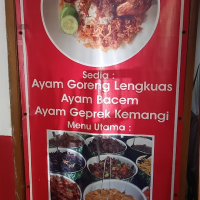 Sedia :
Ayam Goreng Lengkuas
Ayam Bacem
Ayam Geprek Kemangi
Menu Utama :